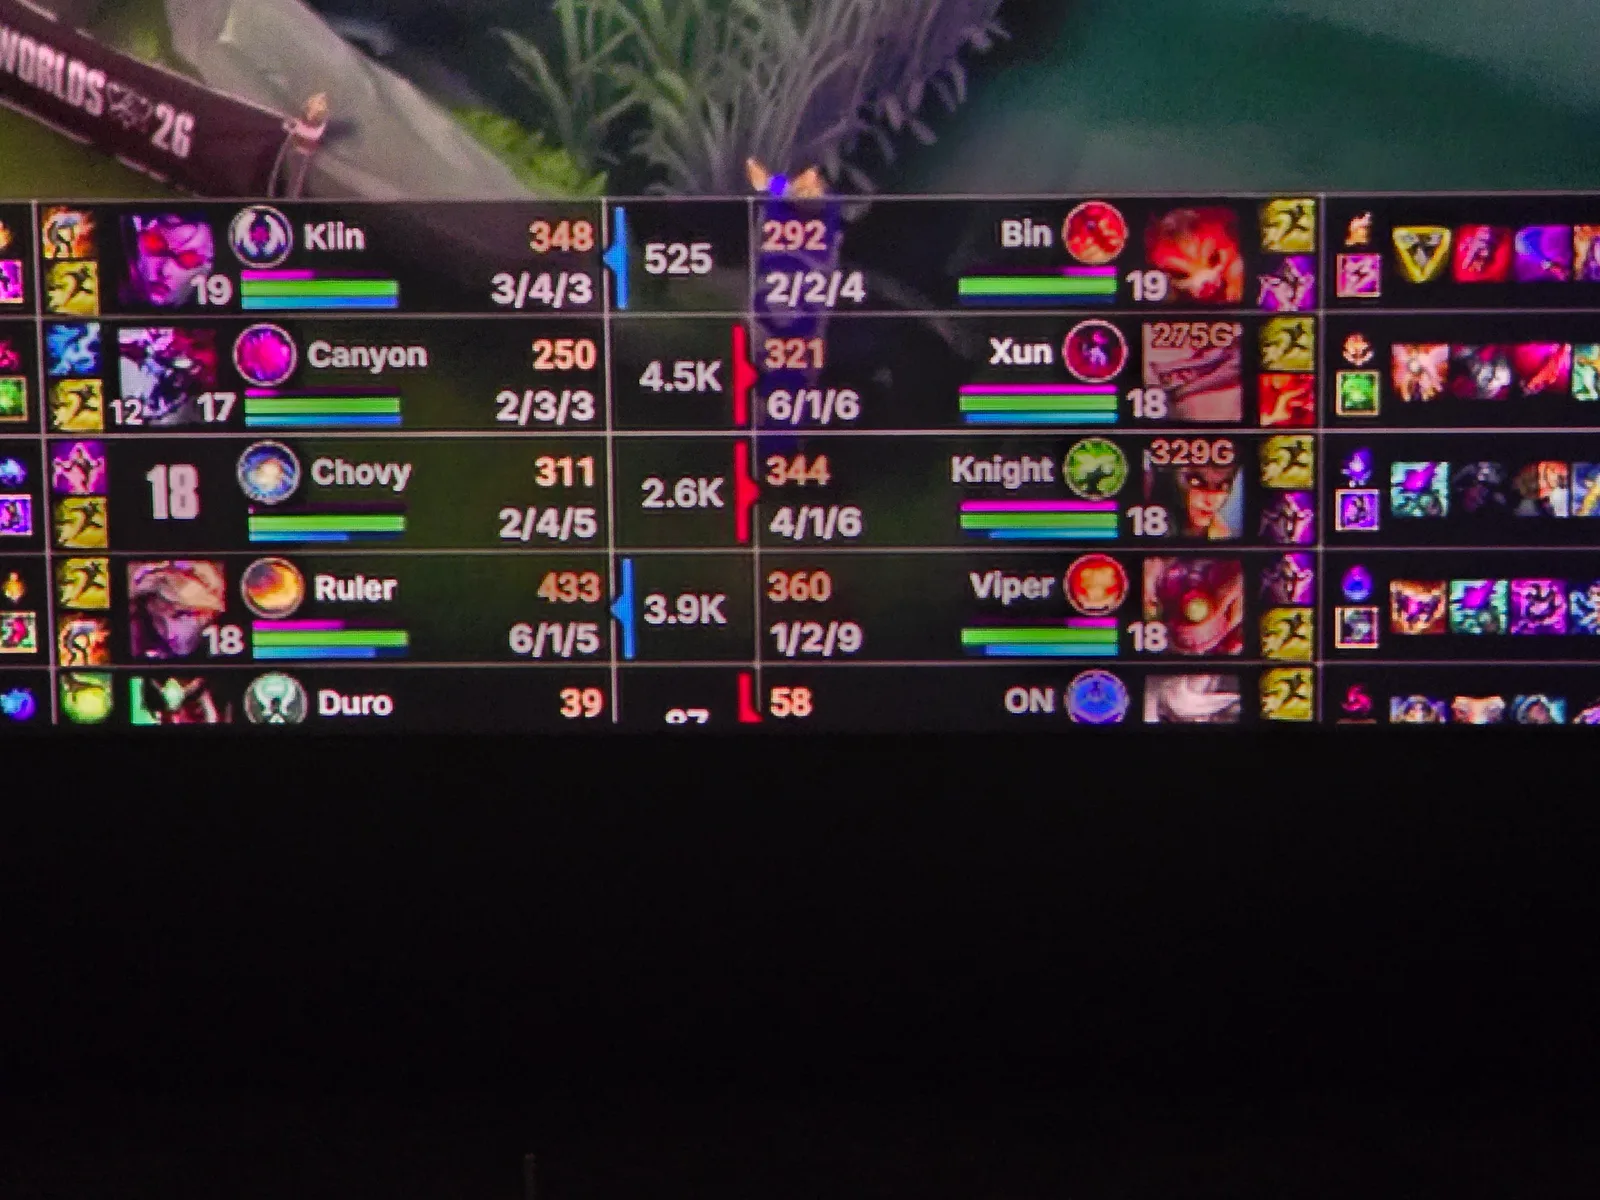 WORLDS 26
19 Kiin 348 3/4/3 525 292 2/2/4 Bin 19
12 17 Canyon 250 2/3/3 4.5K 321 6/1/6 Xun 18 275G
18 Chovy 311 2/4/5 2.6K 344 4/1/6 Knight 18 329G
18 Ruler 433 6/1/5 3.9K 360 1/2/9 Viper 18
Duro 39 58 ON